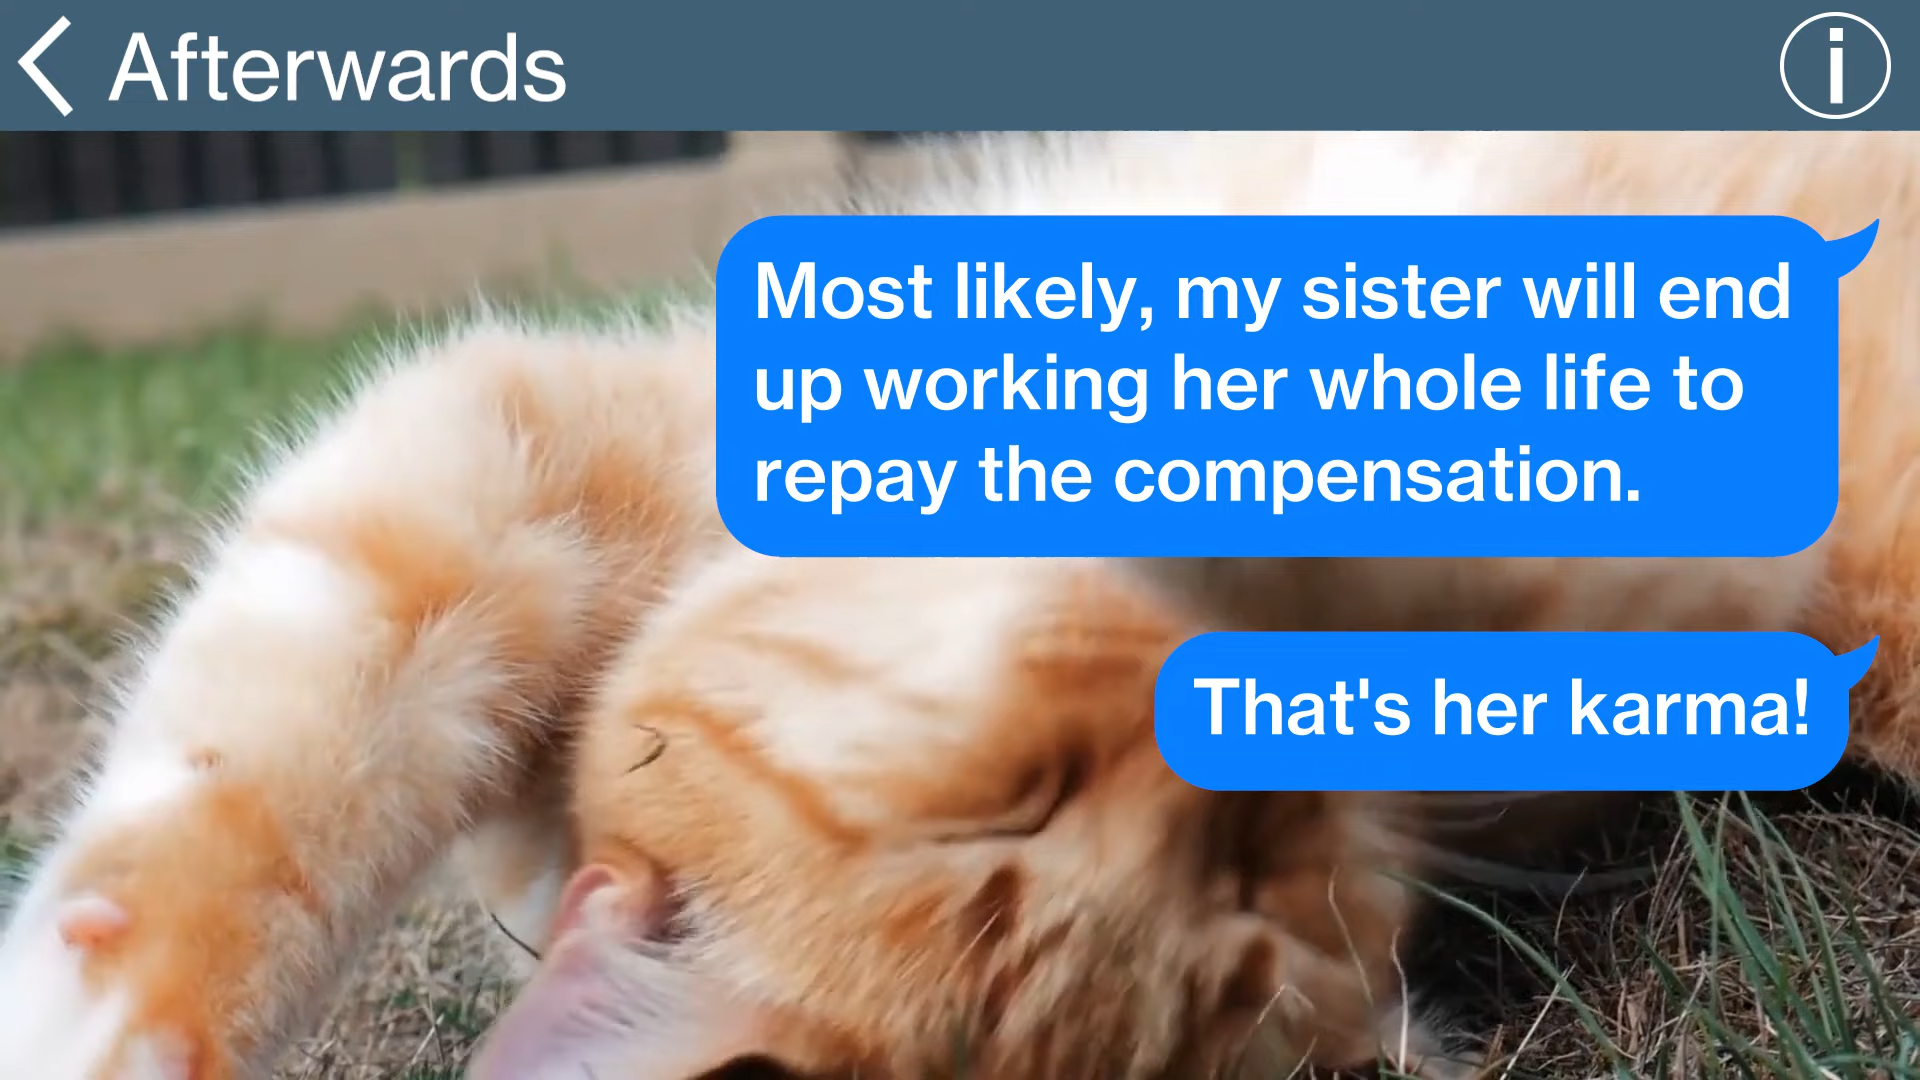 Afterwards
Most likely, my sister will end
up working her whole life to
repay the compensation.
That's her karma!